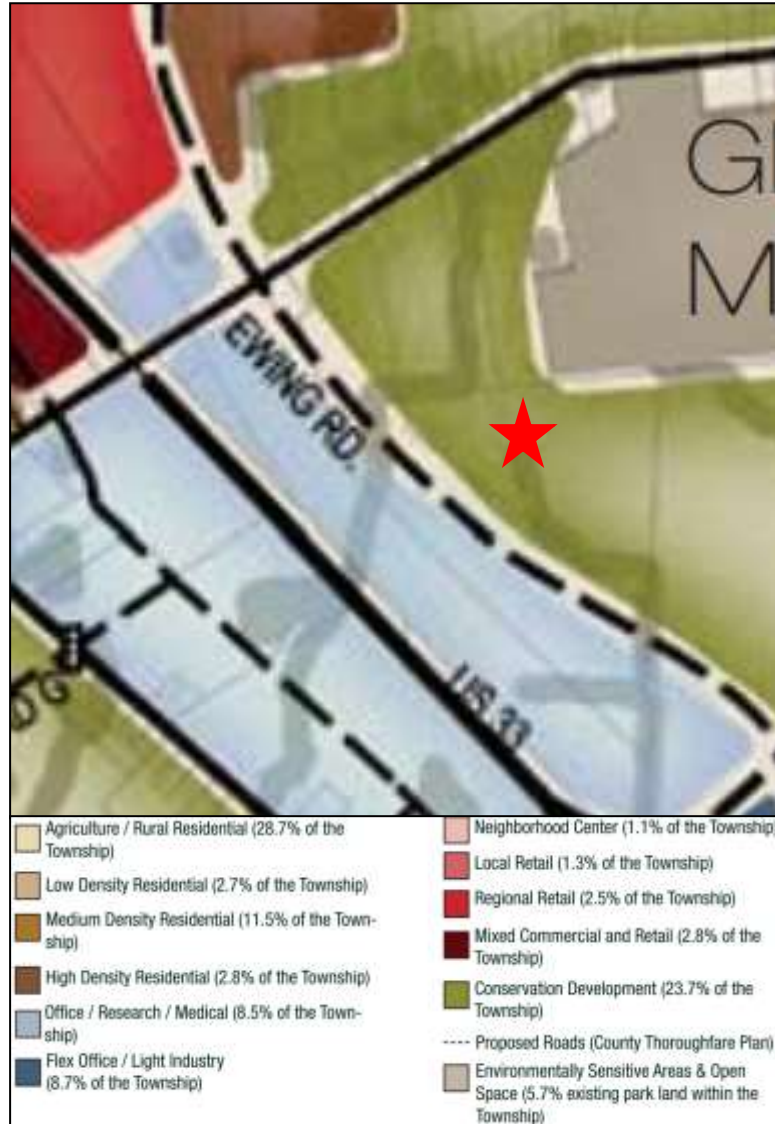 G
M
EWING RD.
US 33
D G
Agriculture / Rural Residential (28.7% of the
Township)
Low Density Residential (2.7% of the Township)
Medium Density Residential (11.5% of the Town-
ship)
High Density Residential (2.8% of the Township)
Office / Research / Medical (8.5% of the Town-
ship)
Flex Office / Light Industry
(8.7% of the Township)
Neighborhood Center (1.1% of the Township)
Local Retail (1.3% of the Township)
Regional Retail (2.5% of the Township)
Mixed Commercial and Retail (2.8% of the
Township)
Conservation Development (23.7% of the
Township)
Proposed Roads (County Thoroughfare Plan)
Environmentally Sensitive Areas & Open
Space (5.7% existing park land within the
Township)